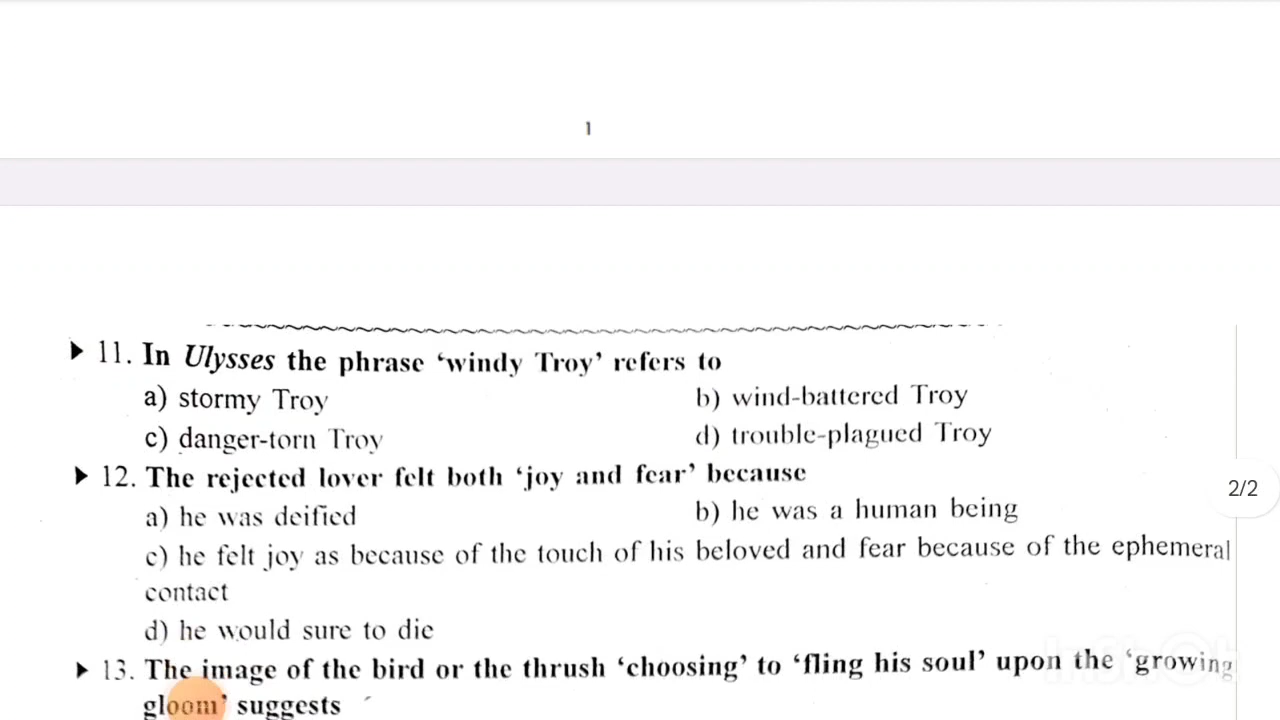 1
▶ 11. In Ulysses the phrase ‘windy Troy’ refers to
a) stormy Troy b) wind-battered Troy
c) danger-torn Troy d) trouble-plagued Troy
▶ 12. The rejected lover felt both ‘joy and fear’ because
a) he was deified b) he was a human being
c) he felt joy as because of the touch of his beloved and fear because of the ephemeral
contact
d) he would sure to die
2/2
▶ 13. The image of the bird or the thrush ‘choosing’ to ‘fling his soul’ upon the ‘growing
gloom’ suggests